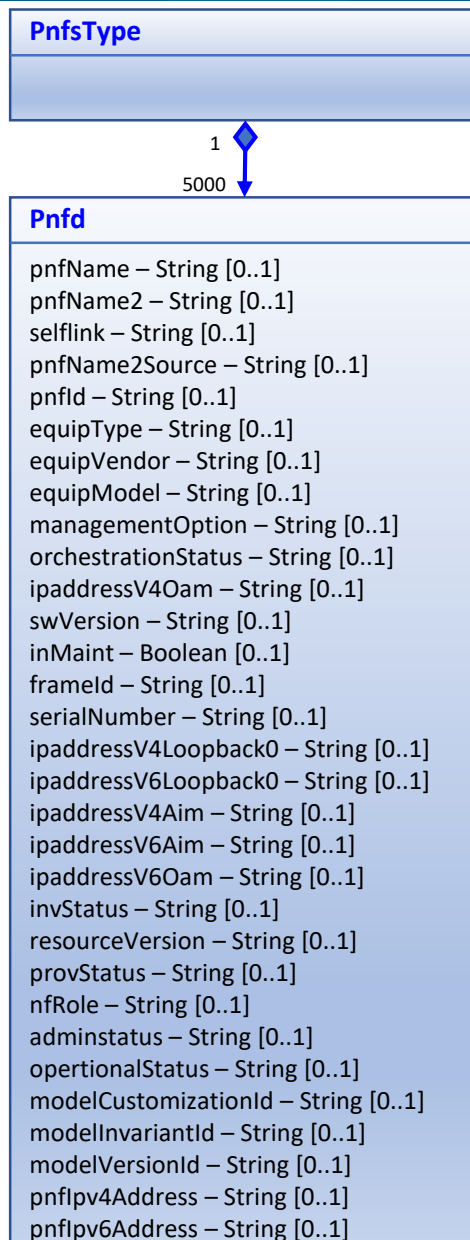 PnfsType
1
5000
Pnfd
pnfName – String [0..1]
pnfName2 – String [0..1]
selflink – String [0..1]
pnfName2Source – String [0..1]
pnfId – String [0..1]
equipType – String [0..1]
equipVendor – String [0..1]
equipModel – String [0..1]
managementOption – String [0..1]
orchestrationStatus – String [0..1]
ipaddressV4Oam – String [0..1]
swVersion – String [0..1]
inMaint – Boolean [0..1]
frameId – String [0..1]
serialNumber – String [0..1]
ipaddressV4Loopback0 – String [0..1]
ipaddressV6Loopback0 – String [0..1]
ipaddressV4Aim – String [0..1]
ipaddressV6Aim – String [0..1]
ipaddressV6Oam – String [0..1]
invStatus – String [0..1]
resourceVersion – String [0..1]
provStatus – String [0..1]
nfRole – String [0..1]
adminstatus – String [0..1]
opertionalStatus – String [0..1]
modelCustomizationId – String [0..1]
modelInvariantId – String [0..1]
modelVersionId – String [0..1]
pnfIpv4Address – String [0..1]
pnfIpv6Address – String [0..1]